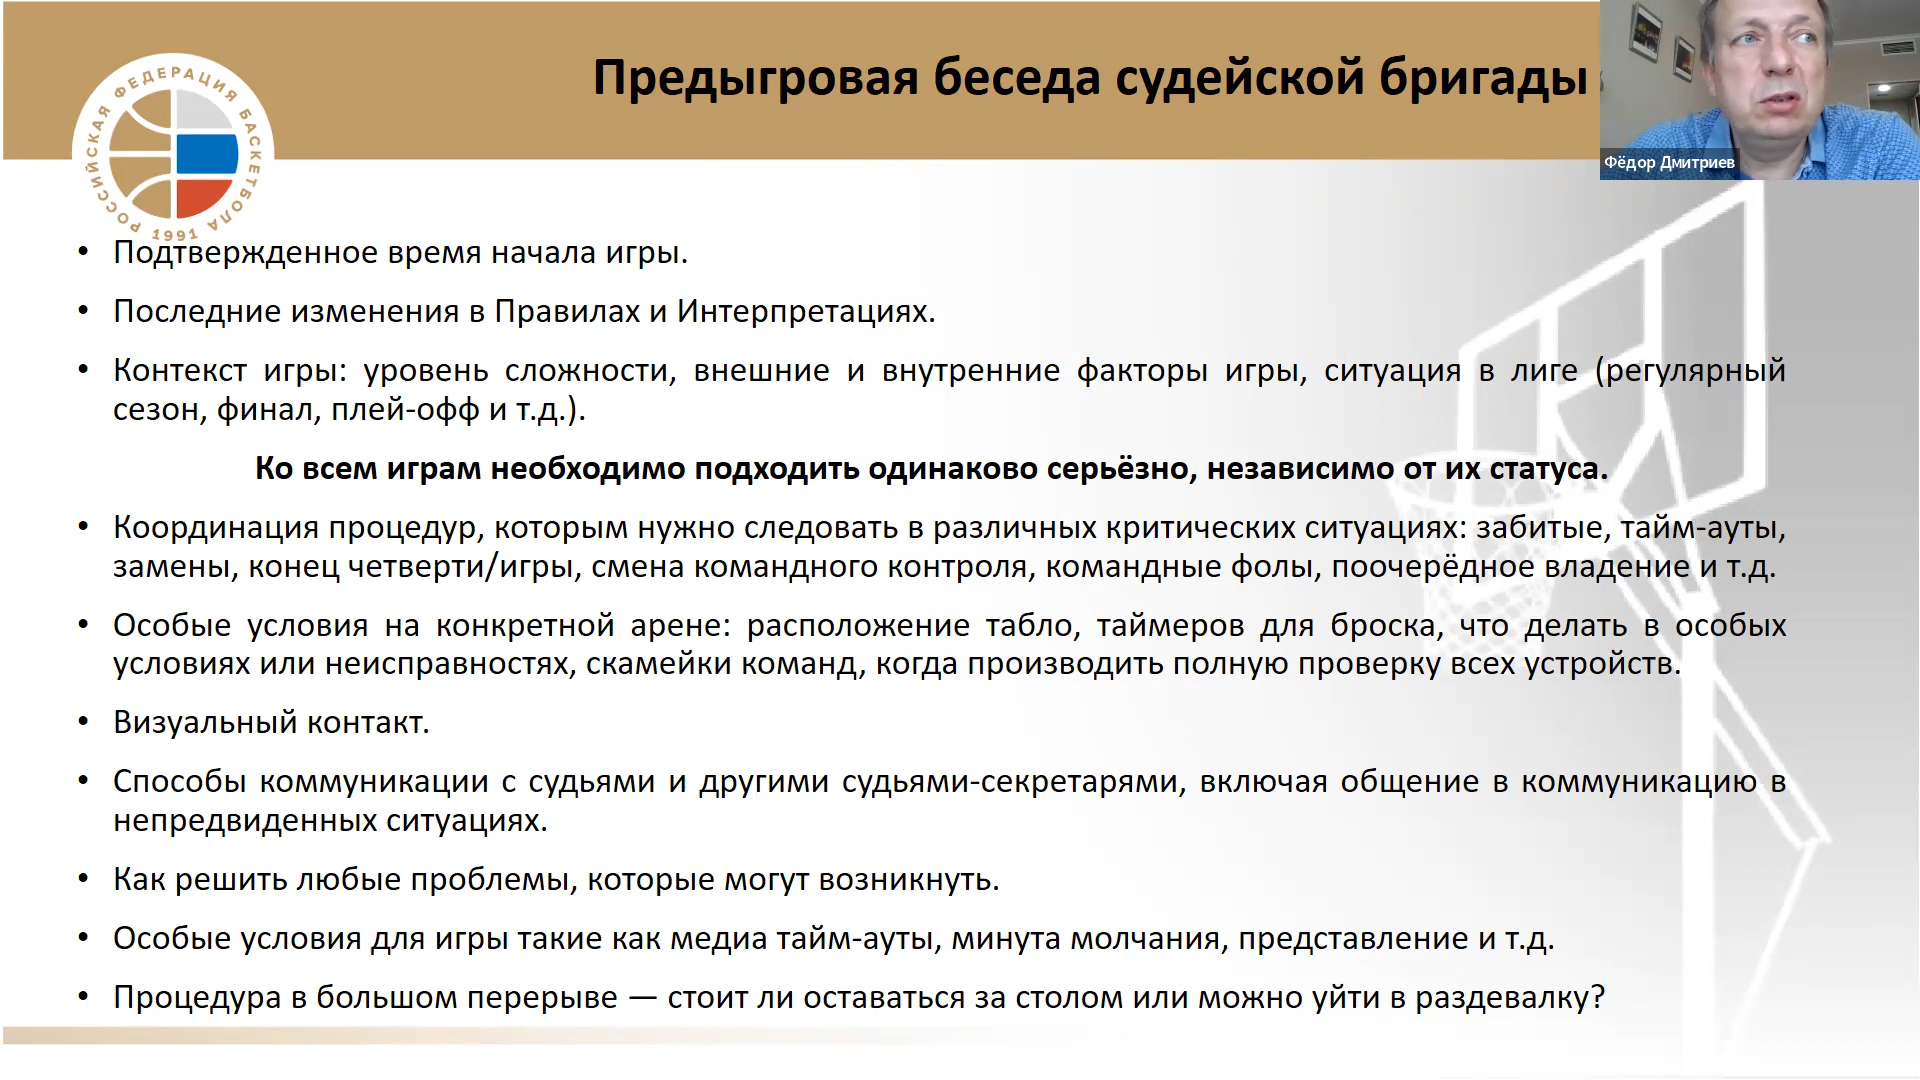 Предыгровая беседа судейской бригады
РОССИЙСКАЯ ФЕДЕРАЦИЯ БАСКЕТБОЛА
1991
Фёдор Дмитриев
• Подтвержденное время начала игры.
• Последние изменения в Правилах и Интерпретациях.
• Контекст игры: уровень сложности, внешние и внутренние факторы игры, ситуация в лиге (регулярный
сезон, финал, плей-офф и т.д.).
Ко всем играм необходимо подходить одинаково серьёзно, независимо от их статуса.
• Координация процедур, которым нужно следовать в различных критических ситуациях: забитые, тайм-ауты,
замены, конец четверти/игры, смена командного контроля, командные фолы, поочерёдное владение и т.д.
• Особые условия на конкретной арене: расположение табло, таймеров для броска, что делать в особых
условиях или неисправностях, скамейки команд, когда производить полную проверку всех устройств.
• Визуальный контакт.
• Способы коммуникации с судьями и другими судьями-секретарями, включая общение в коммуникацию в
непредвиденных ситуациях.
• Как решить любые проблемы, которые могут возникнуть.
• Особые условия для игры такие как медиа тайм-ауты, минута молчания, представление и т.д.
• Процедура в большом перерыве — стоит ли оставаться за столом или можно уйти в раздевалку?